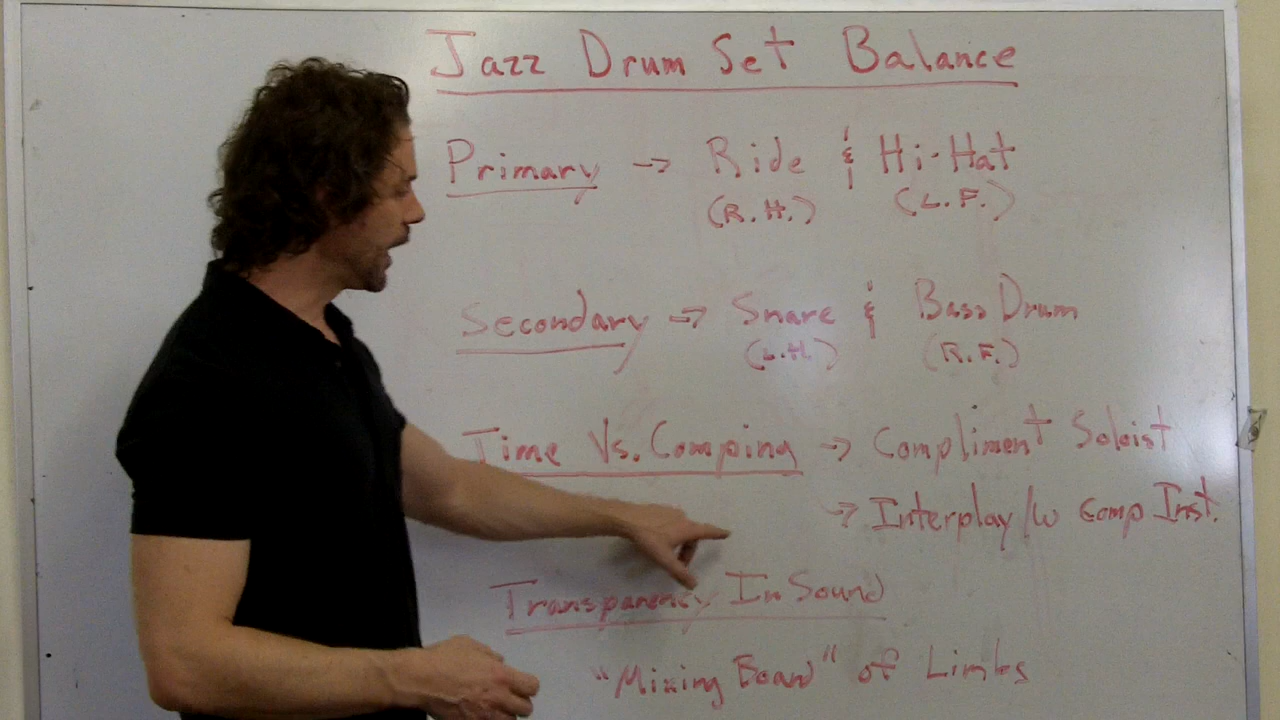 Jazz Drum Set Balance
Primary -> Ride & Hi-Hat
(R.H.) (L.F.)
Secondary -> Snare & Bass Drum
(L.H.) (R.F.)
Time Vs. Comping -> Compliment Soloist
-> Interplay /w Comp Inst.
Transparency In Sound
"Mixing Board" of Limbs